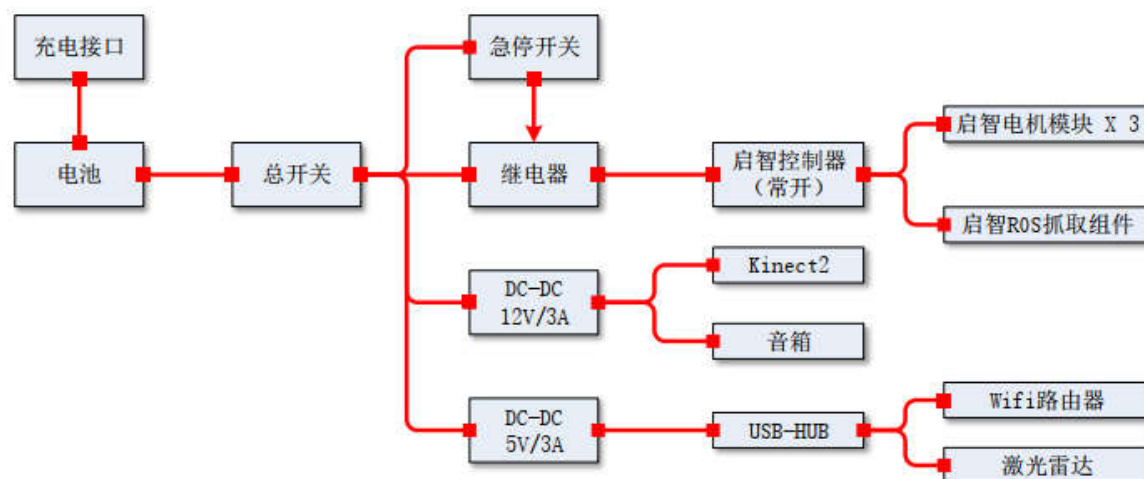 充电接口
急停开关
启智电机模块 X 3
电池
总开关
继电器
启智控制器
（常开）
启智ROS抓取组件
DC-DC
12V/3A
Kinect2
音箱
DC-DC
5V/3A
USB-HUB
Wifi路由器
激光雷达